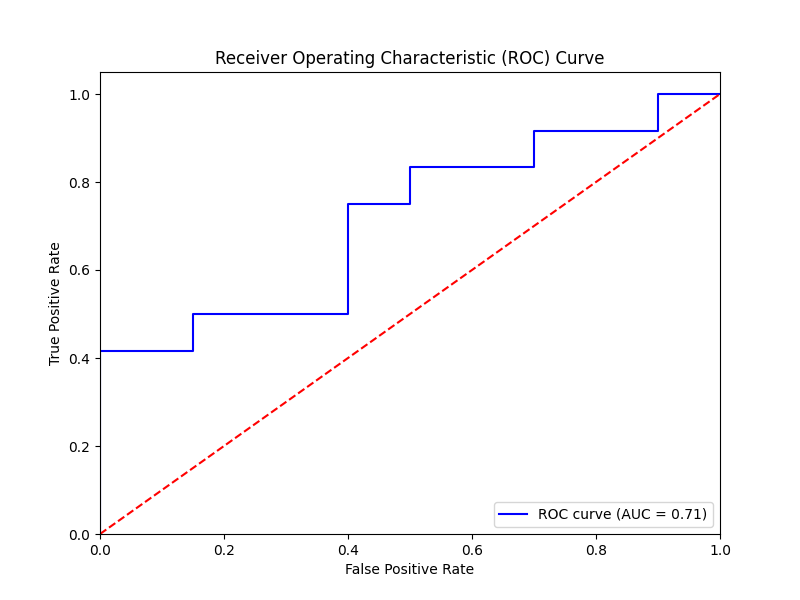 Receiver Operating Characteristic (ROC) Curve
1.0
0.8
0.6
0.4
0.2
0.0
True Positive Rate
ROC curve (AUC = 0.71)
0.0 0.2 0.4 0.6 0.8 1.0
False Positive Rate